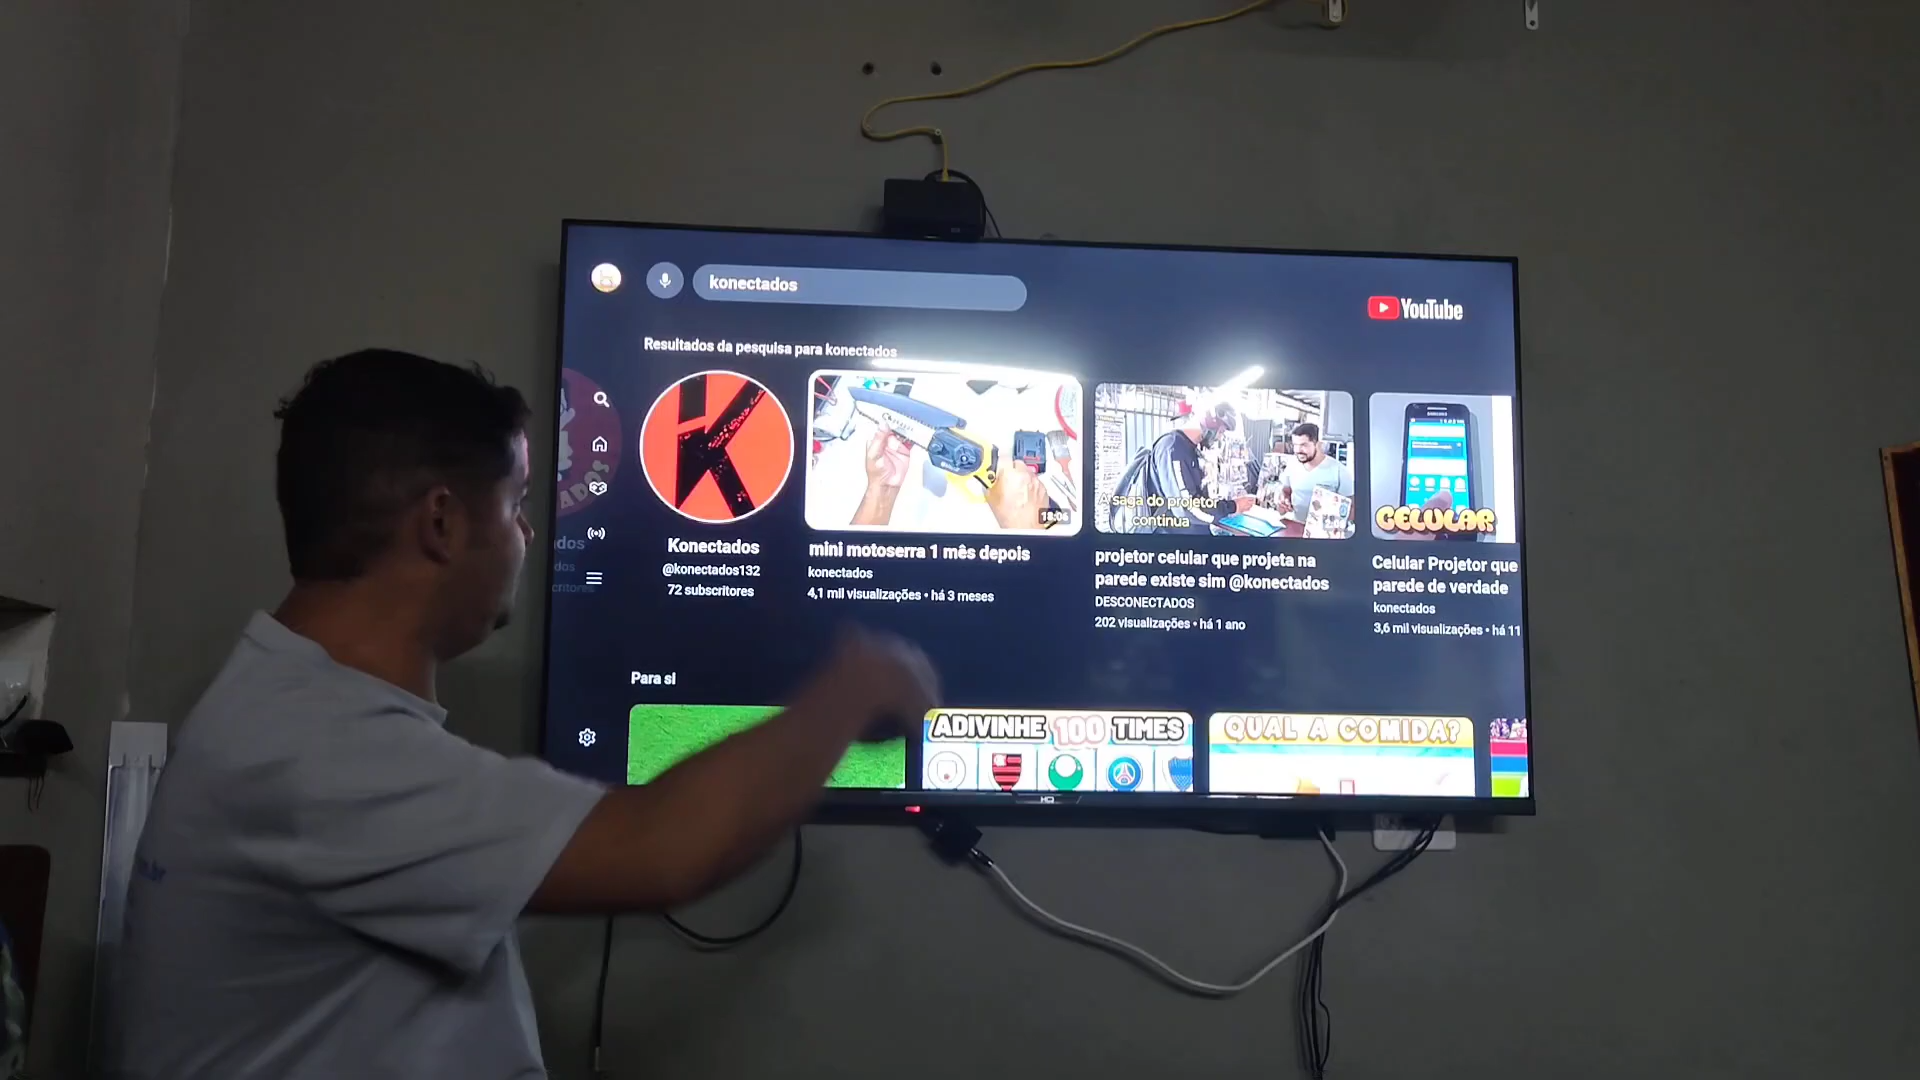 konectados
YouTube
Resultados da pesquisa para konectados
18:06
A saga do projetor
continua
SAMSUNG
CELULAR
dos
Konectados
@konectados132
72 subscritores
mini motoserra 1 mês depois
konectados
4,1 mil visualizações • há 3 meses
projetor celular que projeta na
parede existe sim @konectados
DESCONECTADOS
202 visualizações • há 1 ano
Celular Projetor que
parede de verdade
konectados
3,6 mil visualizações • há 11
Para si
ADIVINHE 100 TIMES
QUAL A COMIDA?
HQ